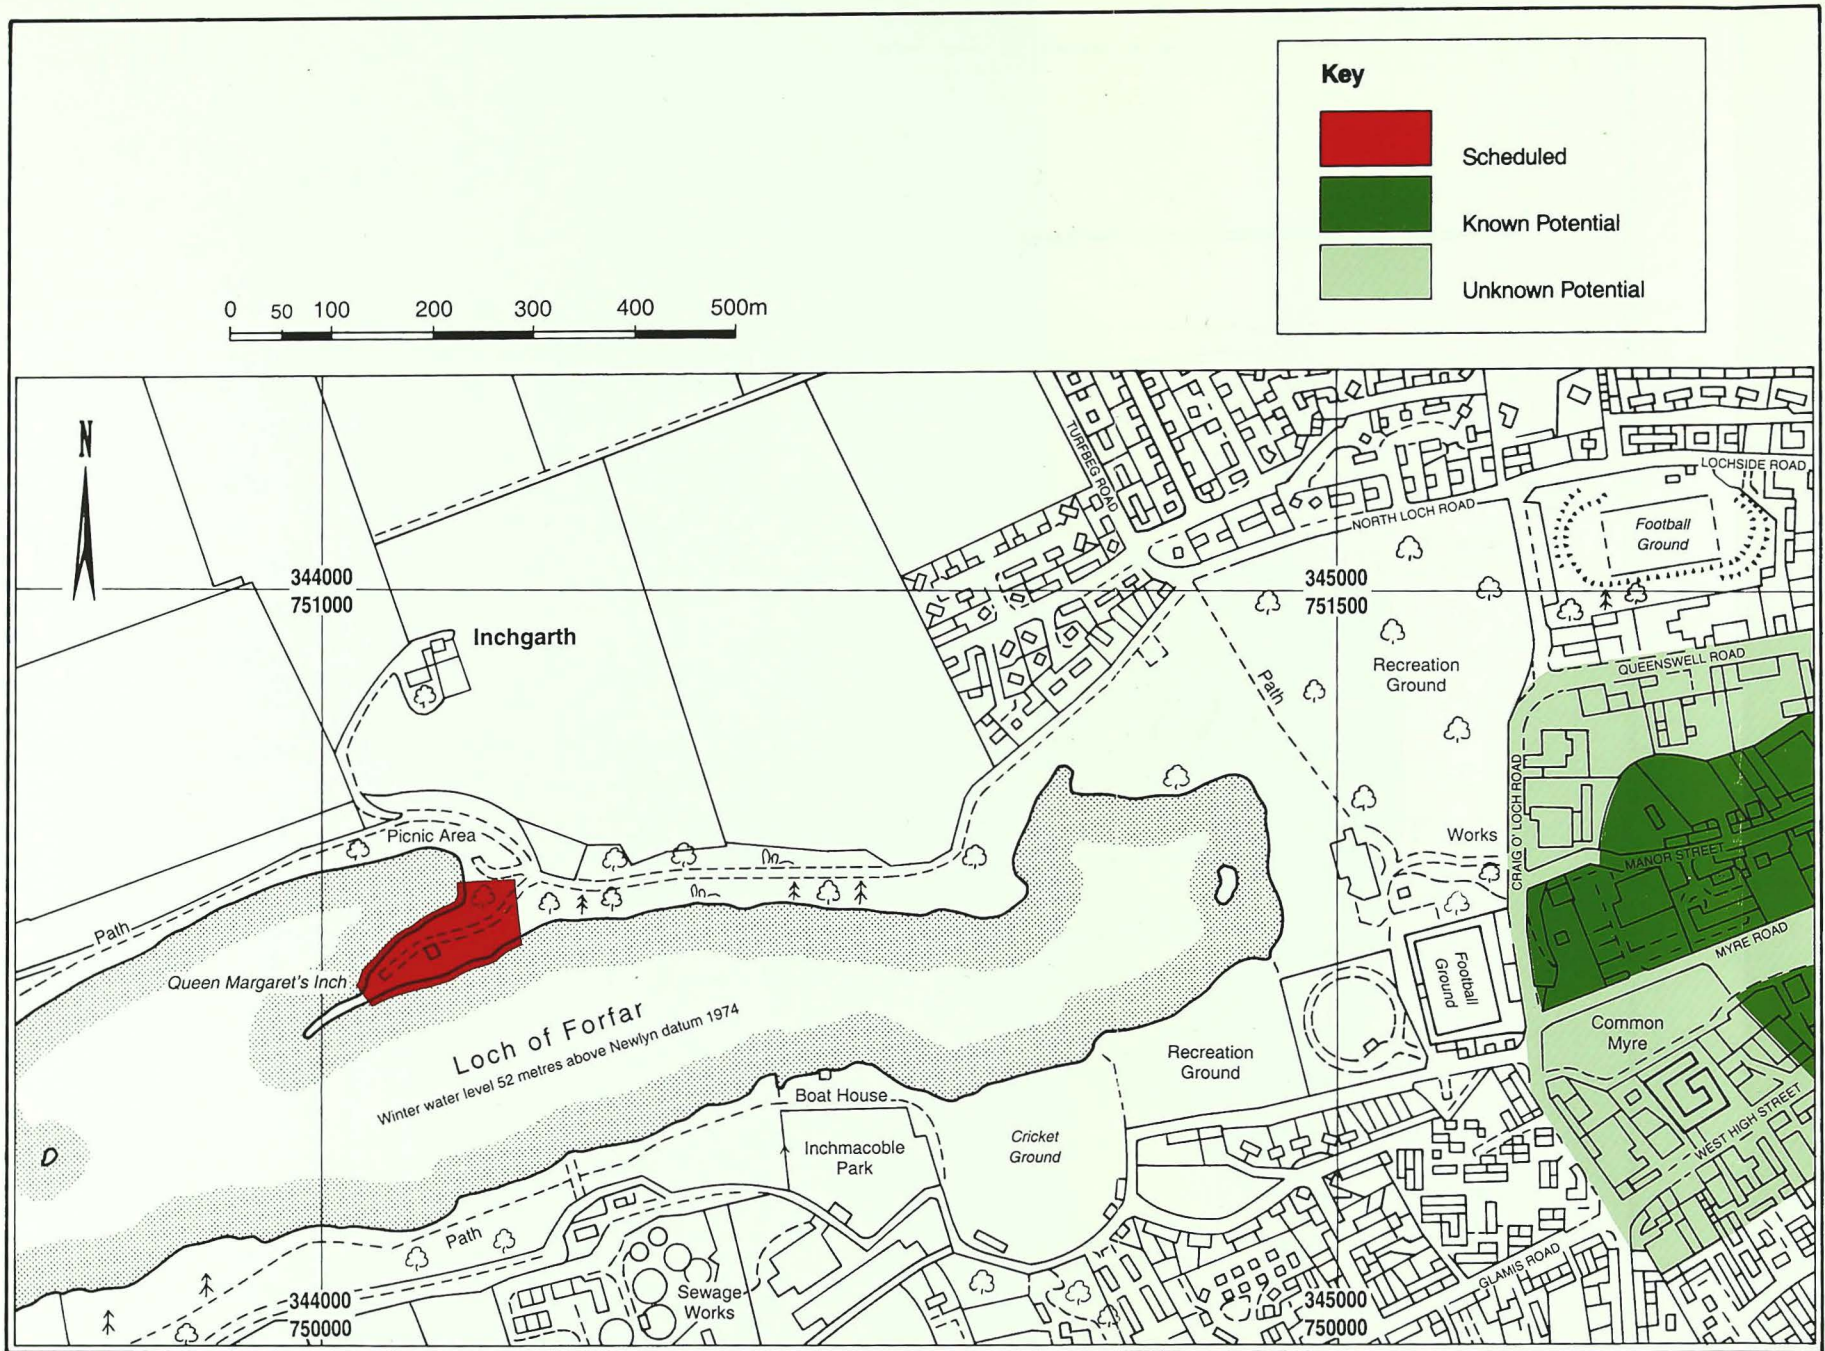 Key
Scheduled
Known Potential
Unknown Potential
0 50 100 200 300 400 500m
N
TURFBEG ROAD
LOCHSIDE ROAD
NORTH LOCH ROAD
Football
Ground
344000
751000
345000
751500
Inchgarth
Path
Recreation
Ground
QUEENSWELL ROAD
CRAIG O' LOCH ROAD
Picnic Area
Works
MANOR STREET
Path
Queen Margaret's Inch
MYRE ROAD
Football
Ground
Loch of Forfar
Winter water level 52 metres above Newlyn datum 1974
Common
Myre
Recreation
Ground
Boat House
WEST HIGH STREET
Inchmacoble
Park
Cricket
Ground
Path
GLAMIS ROAD
Sewage
Works
344000
750000
345000
750000